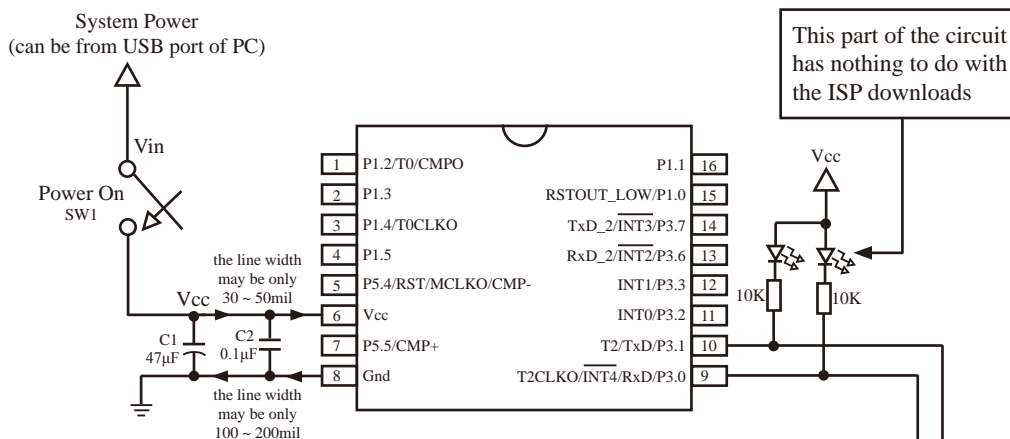 System Power
(can be from USB port of PC)
Vin
Power On
SW1
the line width
may be only
30 ~ 50mil
Vcc
C1
47µF
C2
0.1µF
the line width
may be only
100 ~ 200mil
1 P1.2/T0/CMPO
2 P1.3
3 P1.4/T0CLKO
4 P1.5
5 P5.4/RST/MCLKO/CMP-
6 Vcc
7 P5.5/CMP+
8 Gnd
P1.1 16
RSTOUT_LOW/P1.0 15
TxD_2/INT3/P3.7 14
RxD_2/INT2/P3.6 13
INT1/P3.3 12
INT0/P3.2 11
T2/TxD/P3.1 10
T2CLKO/INT4/RxD/P3.0 9
This part of the circuit
has nothing to do with
the ISP downloads
Vcc
10K
10K